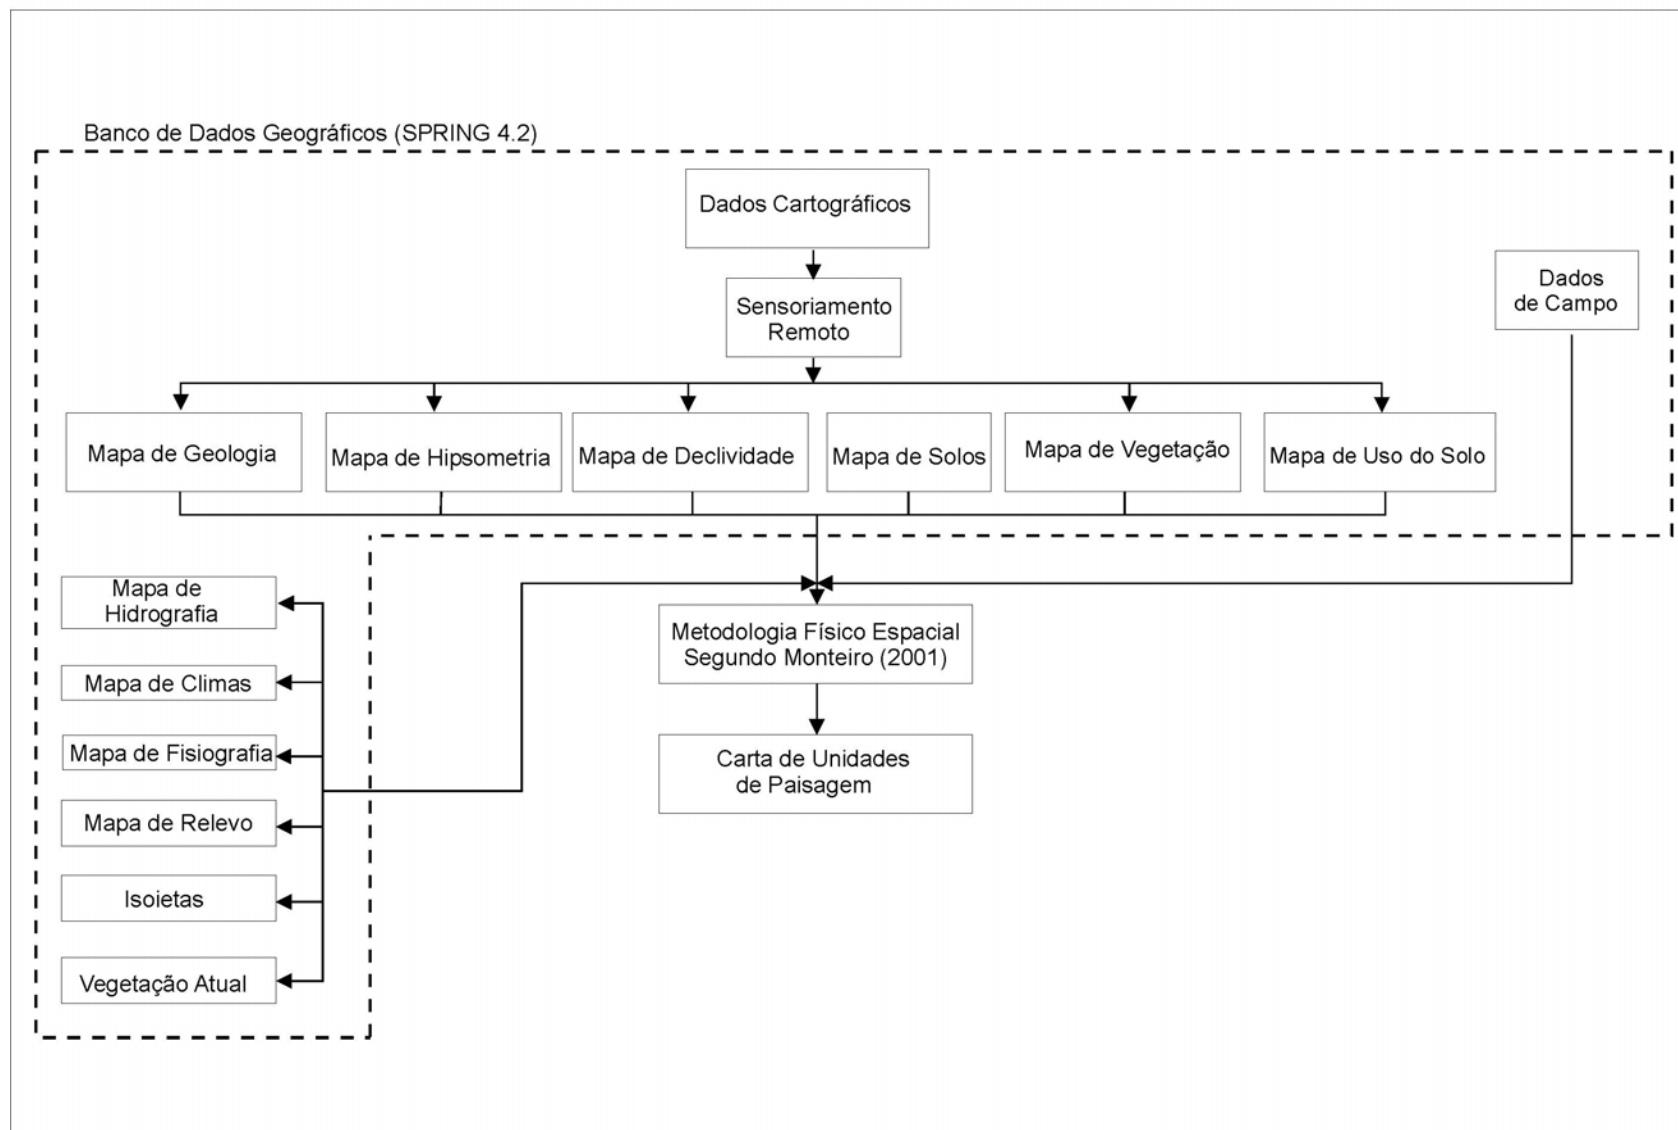 Banco de Dados Geográficos (SPRING 4.2)
Dados Cartográficos
Sensoriamento
Remoto
Dados
de Campo
Mapa de Geologia
Mapa de Hipsometria
Mapa de Declividade
Mapa de Solos
Mapa de Vegetação
Mapa de Uso do Solo
Mapa de
Hidrografia
Mapa de Climas
Mapa de Fisiografia
Mapa de Relevo
Isoietas
Vegetação Atual
Metodologia Físico Espacial
Segundo Monteiro (2001)
Carta de Unidades
de Paisagem